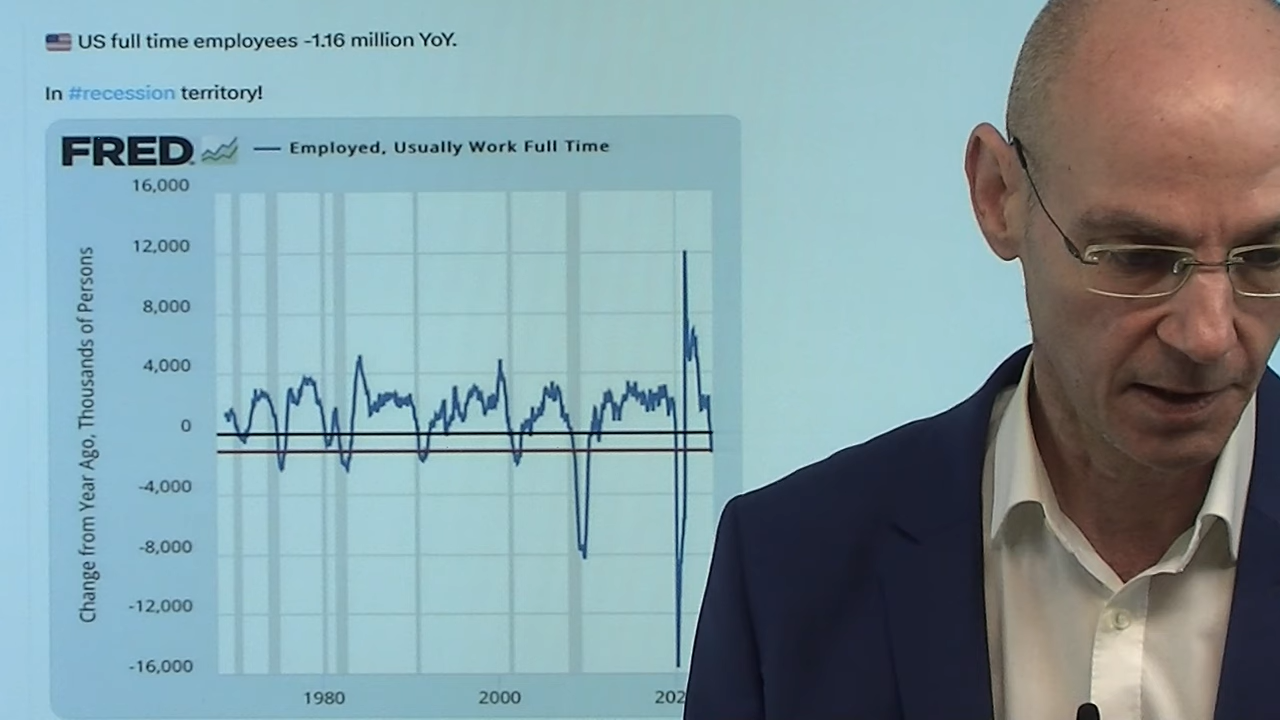 US full time employees -1.16 million YoY.
In #recession territory!
FRED Employed, Usually Work Full Time
16,000
12,000
8,000
4,000
0
-4,000
-8,000
-12,000
-16,000
Change from Year Ago, Thousands of Persons
1980 2000